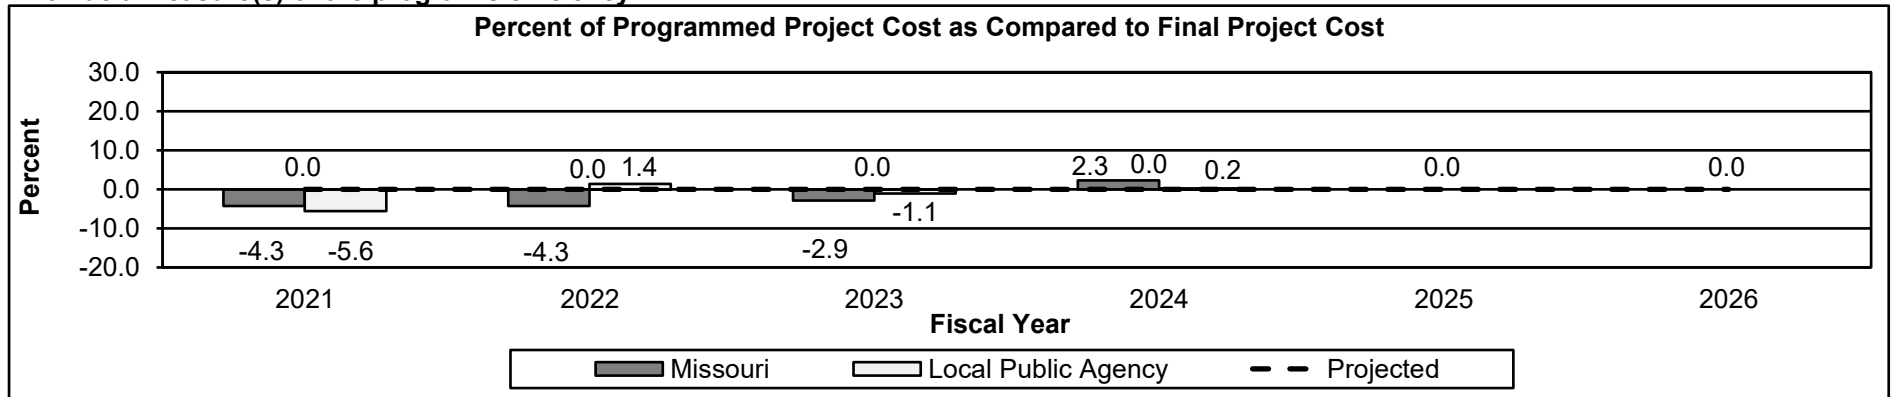 Percent of Programmed Project Cost as Compared to Final Project Cost
Percent
30.0
20.0
10.0
0.0
-10.0
-20.0
0.0 0.0 1.4 0.0 2.3 0.0 0.2 0.0 0.0
-4.3 -5.6 -4.3 -2.9 -1.1
2021 2022 2023 2024 2025 2026
Fiscal Year
Missouri Local Public Agency Projected